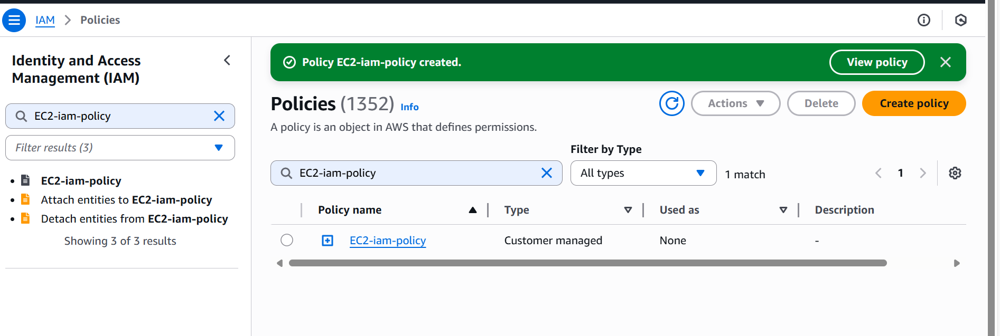 IAM > Policies
Identity and Access
Management (IAM)
EC2-iam-policy
Filter results (3)
EC2-iam-policy
Attach entities to EC2-iam-policy
Detach entities from EC2-iam-policy
Showing 3 of 3 results
Policy EC2-iam-policy created.
View policy
Policies (1352) Info
Actions
Delete
Create policy
A policy is an object in AWS that defines permissions.
Filter by Type
EC2-iam-policy
All types
1 match
1
Policy name
Type
Used as
Description
EC2-iam-policy
Customer managed
None
-